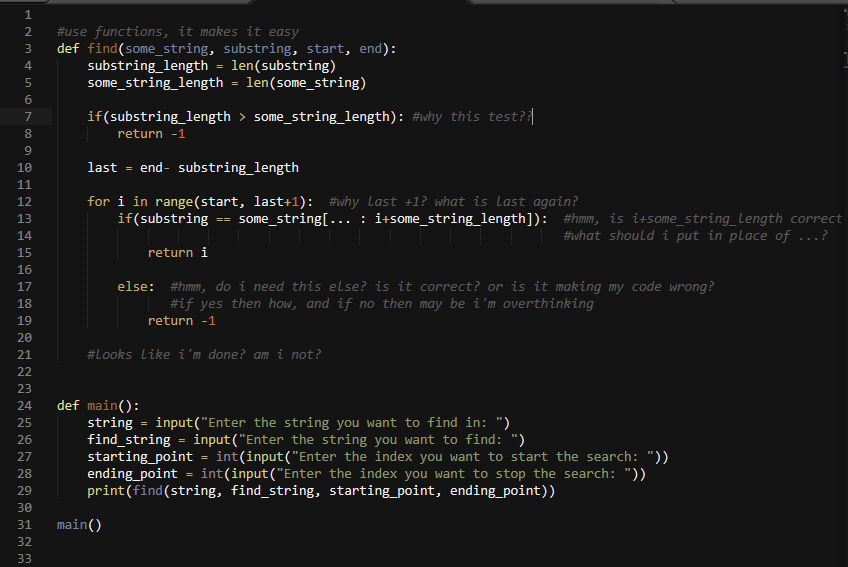 1
2 #use functions, it makes it easy
3 def find(some_string, substring, start, end):
4 substring_length = len(substring)
5 some_string_length = len(some_string)
6
7 if(substring_length > some_string_length): #why this test??
8 return -1
9
10 last = end- substring_length
11
12 for i in range(start, last+1): #why last +1? what is last again?
13 if(substring == some_string[... : i+some_string_length]): #hmm, is i+some_string_length correct
14 #what should i put in place of ...?
15 return i
16
17 else: #hmm, do i need this else? is it correct? or is it making my code wrong?
18 #if yes then how, and if no then may be i'm overthinking
19 return -1
20
21 #Looks like i'm done? am i not?
22
23
24 def main():
25 string = input("Enter the string you want to find in: ")
26 find_string = input("Enter the string you want to find: ")
27 starting_point = int(input("Enter the index you want to start the search: "))
28 ending_point = int(input("Enter the index you want to stop the search: "))
29 print(find(string, find_string, starting_point, ending_point))
30
31 main()
32
33